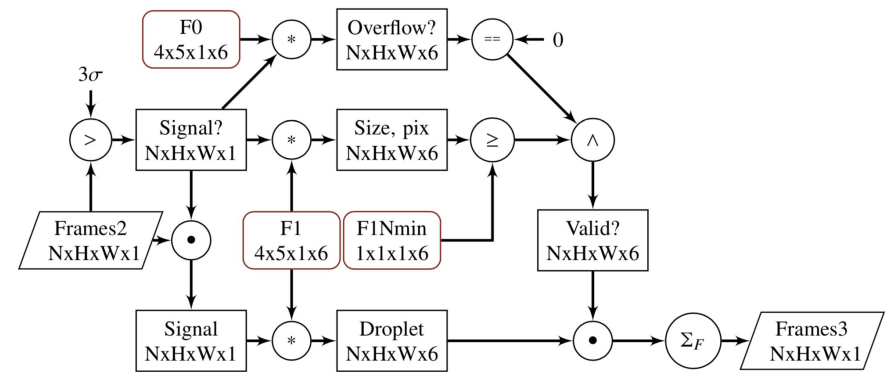 F0
4x5x1x6
*
Overflow?
NxHxWx6
==
0
3σ
>
Signal?
NxHxWx1
*
Size, pix
NxHxWx6
≥
∧
Frames2
NxHxWx1
•
F1
4x5x1x6
F1Nmin
1x1x1x6
Valid?
NxHxWx6
Signal
NxHxWx1
*
Droplet
NxHxWx6
•
Σ_F
Frames3
NxHxWx1